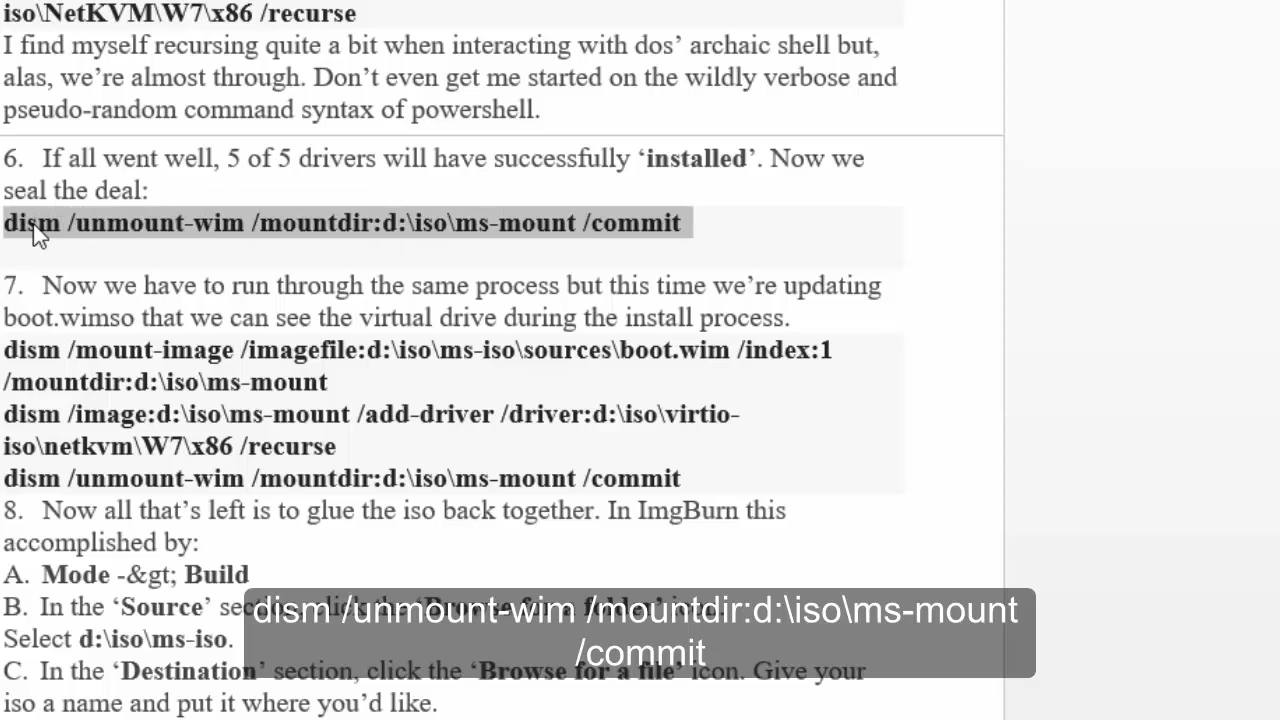 iso\NetKVM\W7\x86 /recurse
I find myself recursing quite a bit when interacting with dos’ archaic shell but,
alas, we’re almost through. Don’t even get me started on the wildly verbose and
pseudo-random command syntax of powershell.
6. If all went well, 5 of 5 drivers will have successfully ‘installed’. Now we
seal the deal:
dism /unmount-wim /mountdir:d:\iso\ms-mount /commit
7. Now we have to run through the same process but this time we’re updating
boot.wimso that we can see the virtual drive during the install process.
dism /mount-image /imagefile:d:\iso\ms-iso\sources\boot.wim /index:1
/mountdir:d:\iso\ms-mount
dism /image:d:\iso\ms-mount /add-driver /driver:d:\iso\virtio-
iso\netkvm\W7\x86 /recurse
dism /unmount-wim /mountdir:d:\iso\ms-mount /commit
8. Now all that’s left is to glue the iso back together. In ImgBurn this
accomplished by:
A. Mode -&gt; Build
B. In the ‘Source’ section, click the ‘Browse for a folder’ icon.
Select d:\iso\ms-iso.
C. In the ‘Destination’ section, click the ‘Browse for a file’ icon. Give your
iso a name and put it where you’d like.
dism /unmount-wim /mountdir:d:\iso\ms-mount
/commit